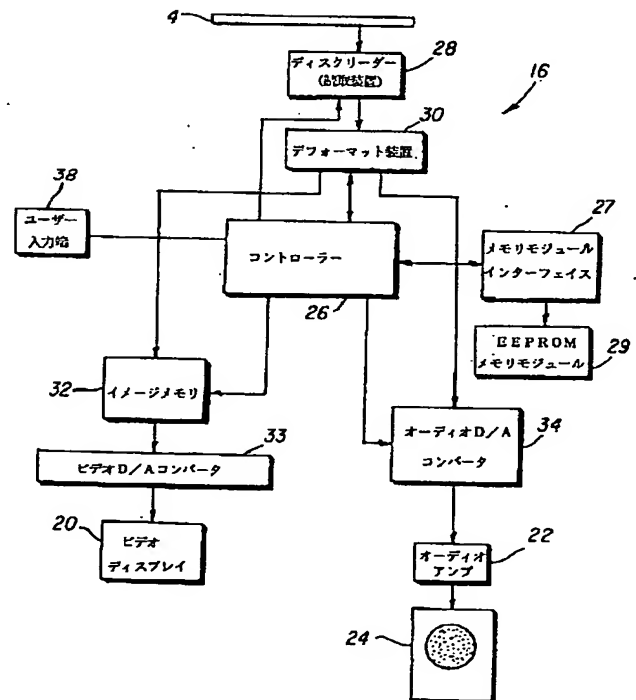 4
ディスクリーダー
(読取装置)
28
16
30
デフォーマット装置
38
ユーザー
入力端
27
メモリモジュール
インターフェイス
コントローラー
26
EEPROM
メモリモジュール
29
32
イメージメモリ
オーディオD/A
コンバータ
34
33
ビデオD/Aコンバータ
20
ビデオ
ディスプレイ
22
オーディオ
アンプ
24